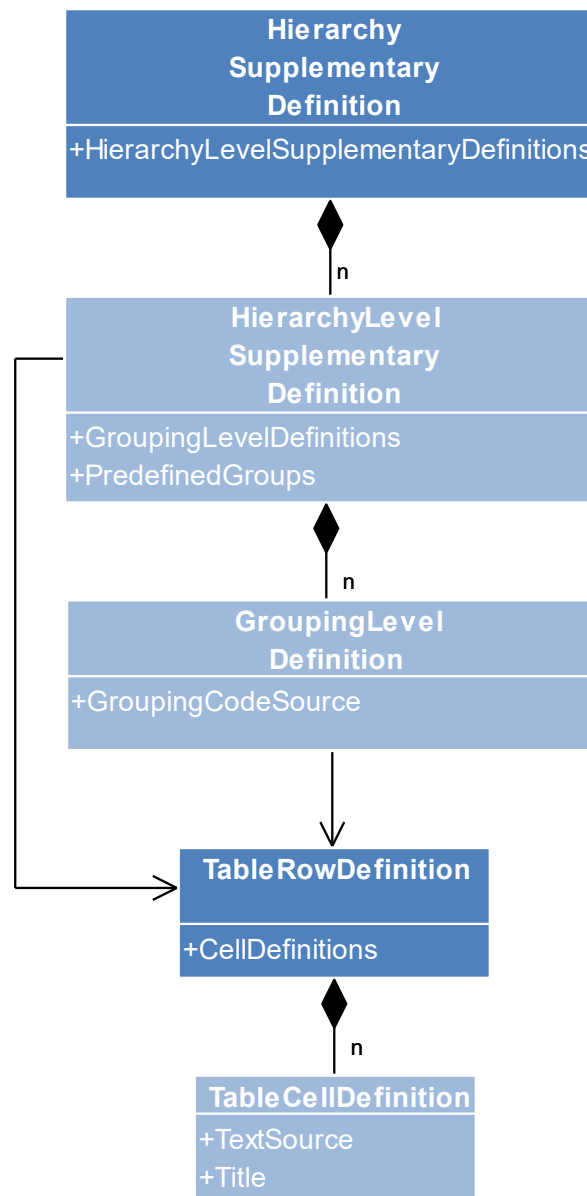 Hierarchy
Supplementary
Definition
+HierarchyLevelSupplementaryDefinitions
n
HierarchyLevel
Supplementary
Definition
+GroupingLevelDefinitions
+PredefinedGroups
n
GroupingLevel
Definition
+GroupingCodeSource
TableRowDefinition
+CellDefinitions
n
TableCellDefinition
+TextSource
+Title